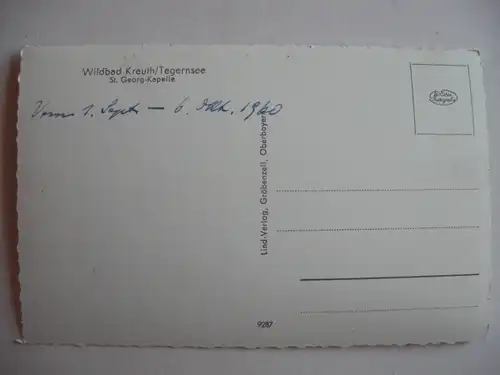 Wildbad Kreuth/Tegernsee
St. Georg-Kapelle
Vom 1. Sept. – 6. Okt. 1960
Lind-Verlag, Gröbenzell, Oberbayern
9287